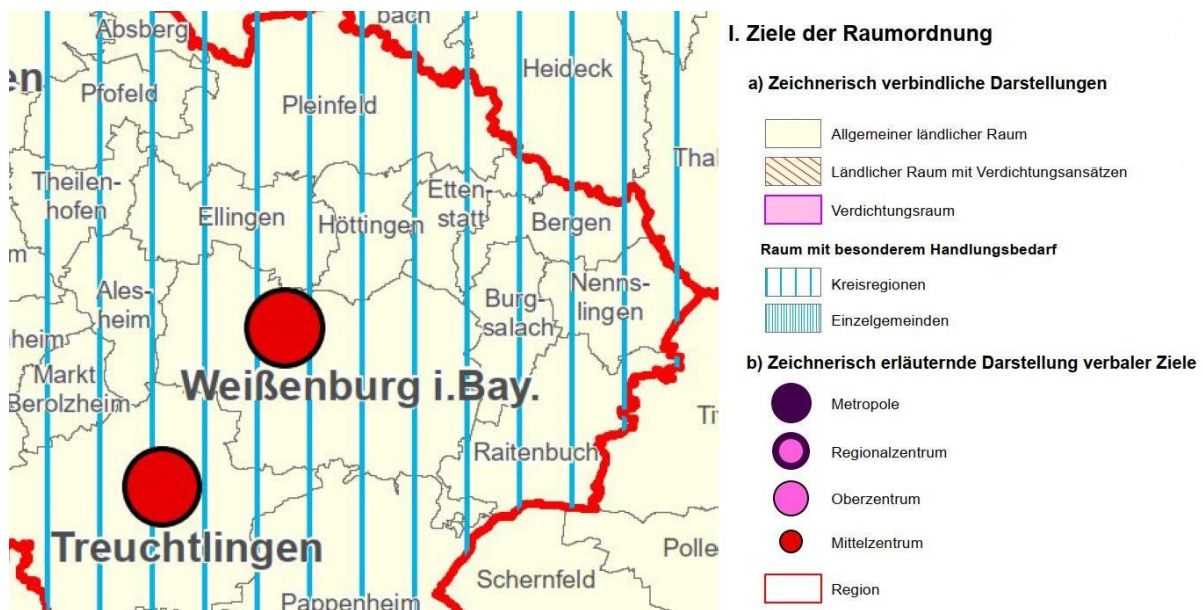 Absberg
bach
en
Pfofeld
Pleinfeld
Heideck
Thal
Theilen-
hofen
Ellingen
Höttingen
Etten-
statt
Bergen
m
Ales-
heim
Burg-
salach
Nenns-
lingen
nheim
Markt
Berolzheim
Weißenburg i.Bay.
Raitenbuch
Tit
Treuchtlingen
Polle
Schernfeld
Pappenheim
I. Ziele der Raumordnung
a) Zeichnerisch verbindliche Darstellungen
Allgemeiner ländlicher Raum
Ländlicher Raum mit Verdichtungsansätzen
Verdichtungsraum
Raum mit besonderem Handlungsbedarf
Kreisregionen
Einzelgemeinden
b) Zeichnerisch erläuternde Darstellung verbaler Ziele
Metropole
Regionalzentrum
Oberzentrum
Mittelzentrum
Region